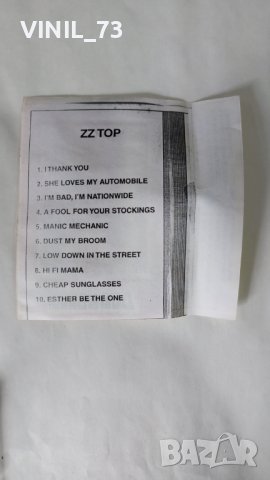 VINIL_73
ZZ TOP
1. I THANK YOU
2. SHE LOVES MY AUTOMOBILE
3. I'M BAD, I'M NATIONWIDE
4. A FOOL FOR YOUR STOCKINGS
5. MANIC MECHANIC
6. DUST MY BROOM
7. LOW DOWN IN THE STREET
8. HI FI MAMA
9. CHEAP SUNGLASSES
10. ESTHER BE THE ONE
BAZAR